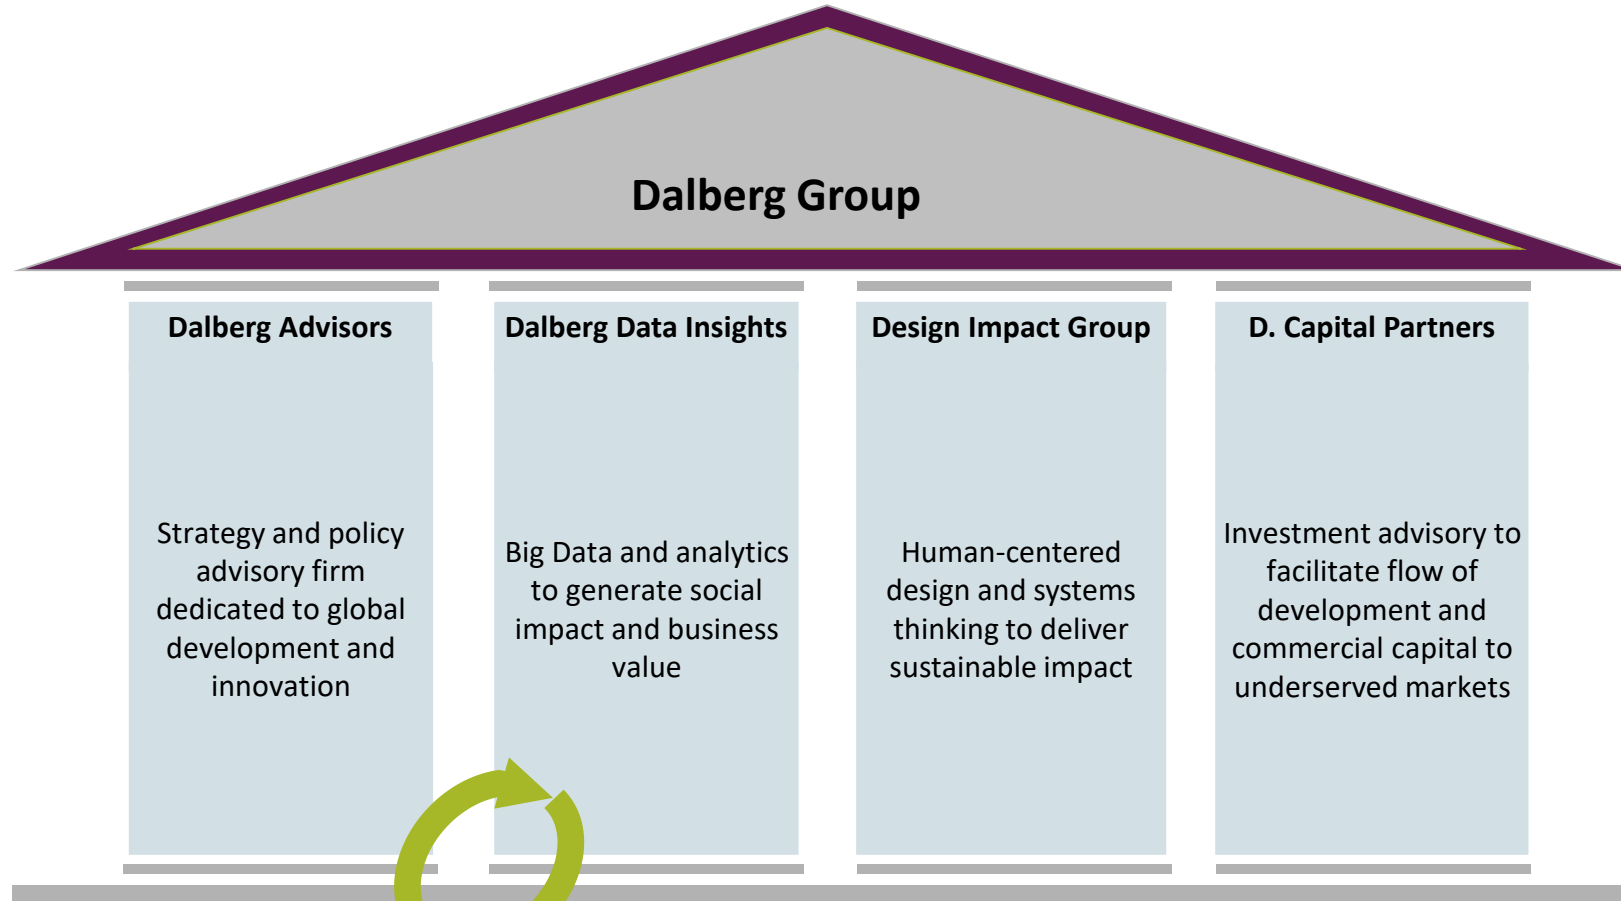 Dalberg Group
Dalberg Advisors
Strategy and policy
advisory firm
dedicated to global
development and
innovation
Dalberg Data Insights
Big Data and analytics
to generate social
impact and business
value
Design Impact Group
Human-centered
design and systems
thinking to deliver
sustainable impact
D. Capital Partners
Investment advisory to
facilitate flow of
development and
commercial capital to
underserved markets